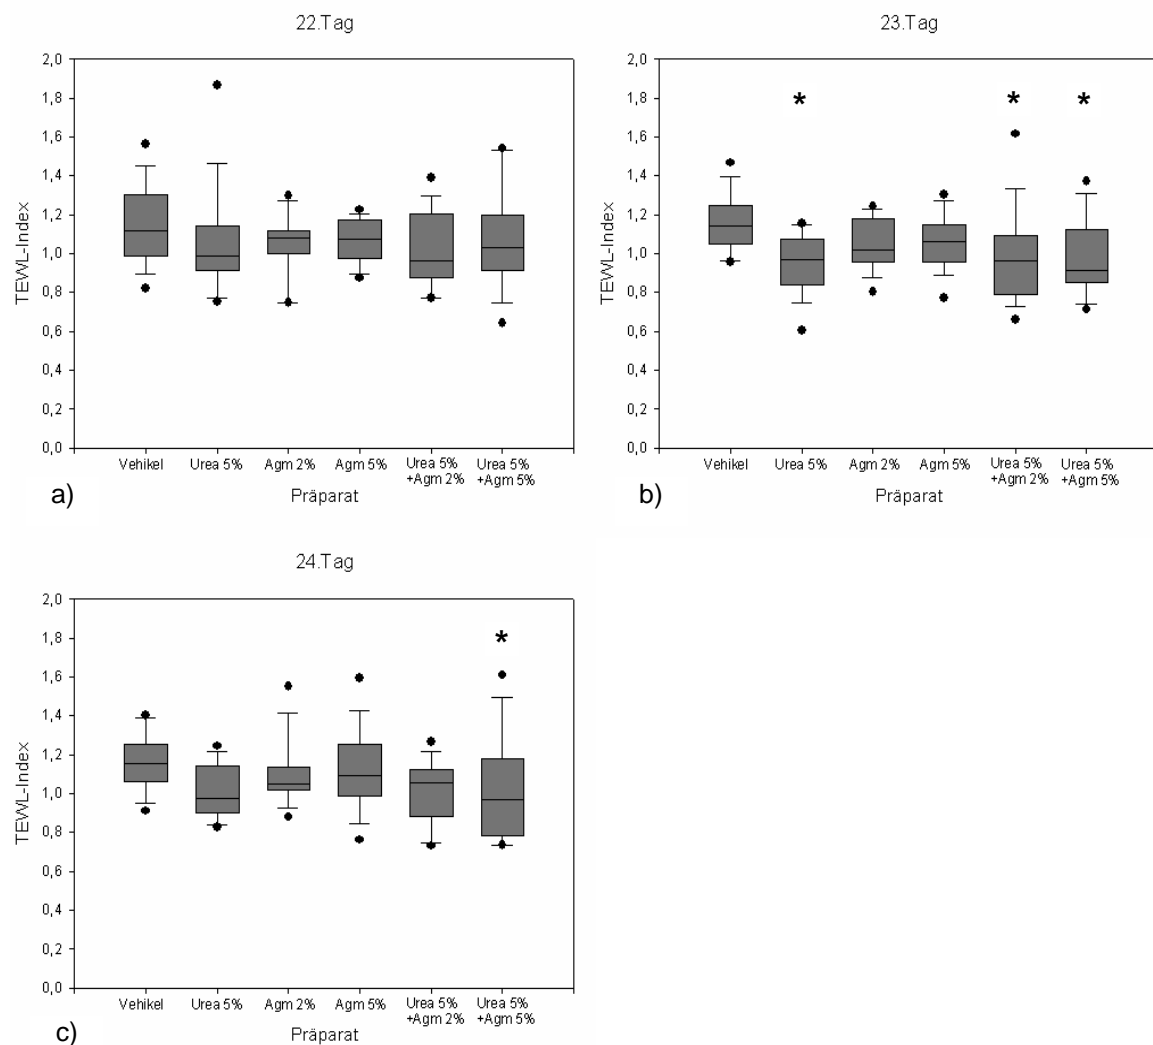 22.Tag
2,0
1,8
1,6
1,4
1,2
1,0
0,8
0,6
0,4
0,2
0,0
TEWL-Index
Vehikel Urea 5% Agm 2% Agm 5% Urea 5% Urea 5%
+Agm 2% +Agm 5%
Präparat
a)
23.Tag
2,0
1,8
1,6
1,4
1,2
1,0
0,8
0,6
0,4
0,2
0,0
TEWL-Index
* * *
Vehikel Urea 5% Agm 2% Agm 5% Urea 5% Urea 5%
+Agm 2% +Agm 5%
Präparat
b)
24.Tag
2,0
1,8
1,6
1,4
1,2
1,0
0,8
0,6
0,4
0,2
0,0
TEWL-Index
*
Vehikel Urea 5% Agm 2% Agm 5% Urea 5% Urea 5%
+Agm 2% +Agm 5%
Präparat
c)